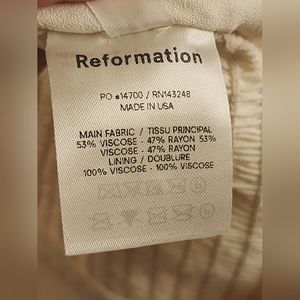 Reformation
PO #14700 / RN143248
MADE IN USA
MAIN FABRIC / TISSU PRINCIPAL
53% VISCOSE - 47% RAYON 53%
VISCOSE - 47% RAYON
LINING / DOUBLURE
100% VISCOSE - 100% VISCOSE